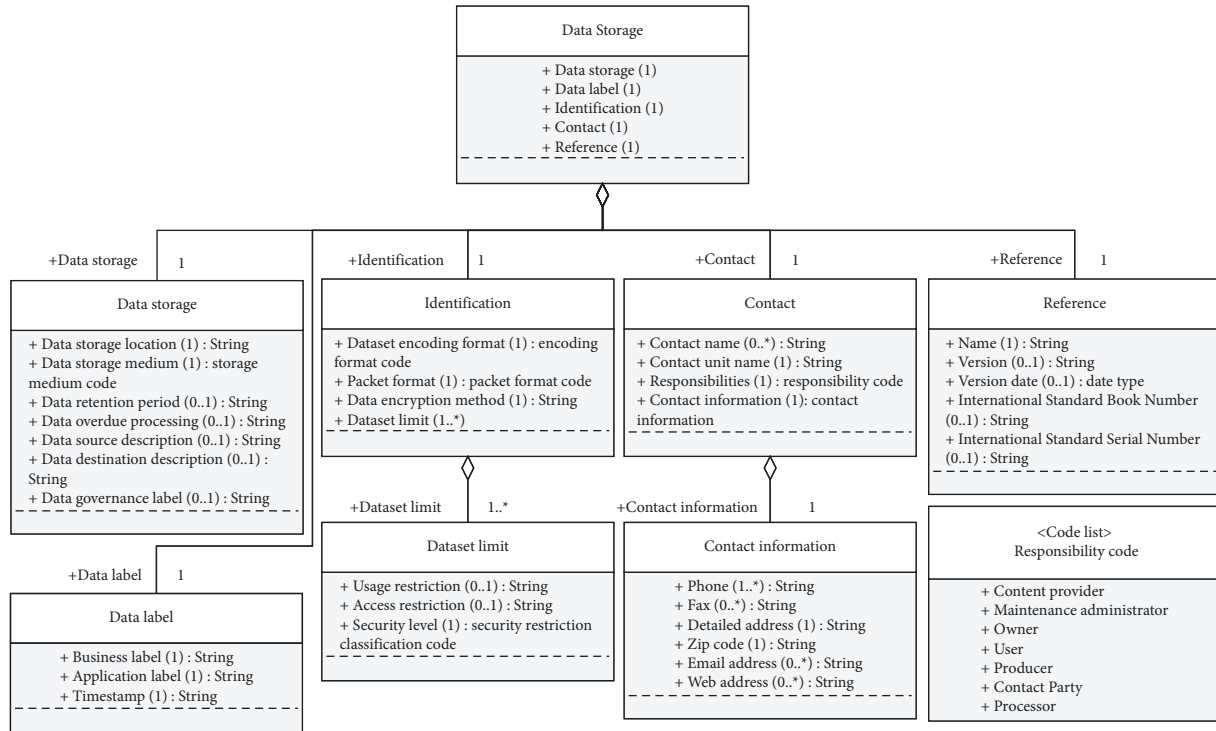 Data Storage
+ Data storage (1)
+ Data label (1)
+ Identification (1)
+ Contact (1)
+ Reference (1)
+Data storage
1
Data storage
+ Data storage location (1) : String
+ Data storage medium (1) : storage
medium code
+ Data retention period (0..1) : String
+ Data overdue processing (0..1) : String
+ Data source description (0..1) : String
+ Data destination description (0..1) :
String
+ Data governance label (0..1) : String
+Data label
1
Data label
+ Business label (1) : String
+ Application label (1) : String
+ Timestamp (1) : String
+Identification
1
Identification
+ Dataset encoding format (1) : encoding
format code
+ Packet format (1) : packet format code
+ Data encryption method (1) : String
+ Dataset limit (1..*)
+Dataset limit
1..*
Dataset limit
+ Usage restriction (0..1) : String
+ Access restriction (0..1) : String
+ Security level (1) : security restriction
classification code
+Contact
1
Contact
+ Contact name (0..*) : String
+ Contact unit name (1) : String
+ Responsibilities (1) : responsibility code
+ Contact information (1): contact
information
+Contact information
1
Contact information
+ Phone (1..*) : String
+ Fax (0..*) : String
+ Detailed address (1) : String
+ Zip code (1) : String
+ Email address (0..*) : String
+ Web address (0..*) : String
+Reference
1
Reference
+ Name (1) : String
+ Version (0..1) : String
+ Version date (0..1) : date type
+ International Standard Book Number
(0..1) : String
+ International Standard Serial Number
(0..1) : String
<Code list>
Responsibility code
+ Content provider
+ Maintenance administrator
+ Owner
+ User
+ Producer
+ Contact Party
+ Processor